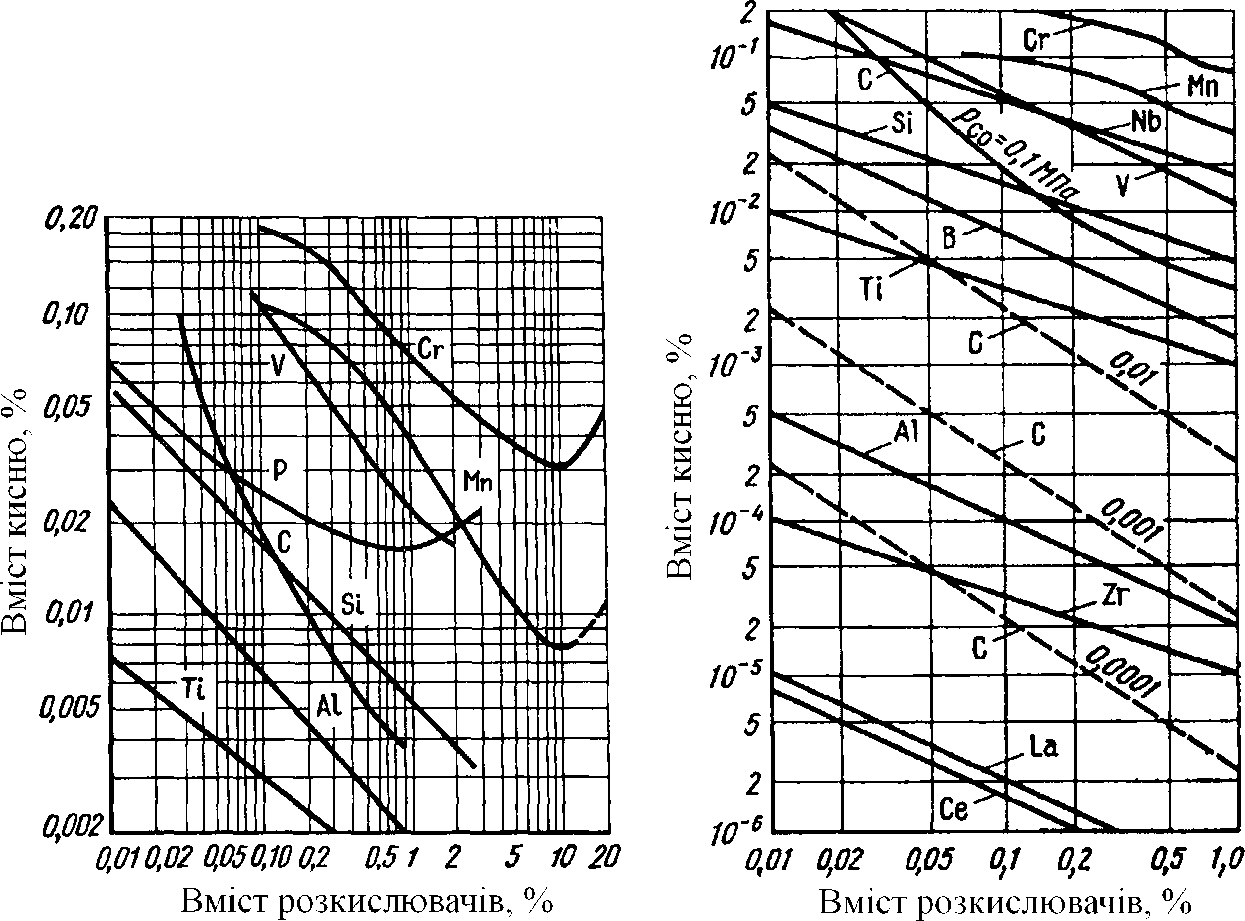 0,20
0,10
0,05
0,02
0,01
0,005
0,002
Вміст кисню, %
Cr
V
P
Mn
C
Si
Ti
Al
0,01 0,02 0,05 0,10 0,2 0,5 1 2 5 10 20
Вміст розкислювачів, %
2
10⁻¹
5
2
10⁻²
5
2
10⁻³
5
2
10⁻⁴
5
2
10⁻⁵
5
2
10⁻⁶
Вміст кисню, %
Cr
C
Mn
Si
Nb
pCO=0,1 МПа
V
B
Ti
C
0,01
Al
C
0,001
Zr
C
0,0001
La
Ce
0,01 0,02 0,05 0,1 0,2 0,5 1,0
Вміст розкислювачів, %